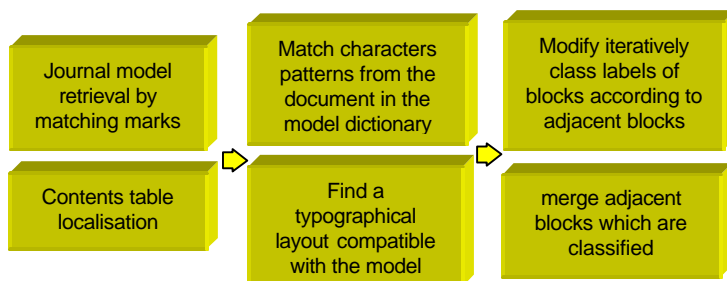 Journal model
retrieval by
matching marks
Contents table
localisation
Match characters
patterns from the
document in the
model dictionary
Find a
typographical
layout compatible
with the model
Modify iteratively
class labels of
blocks according to
adjacent blocks
merge adjacent
blocks which are
classified